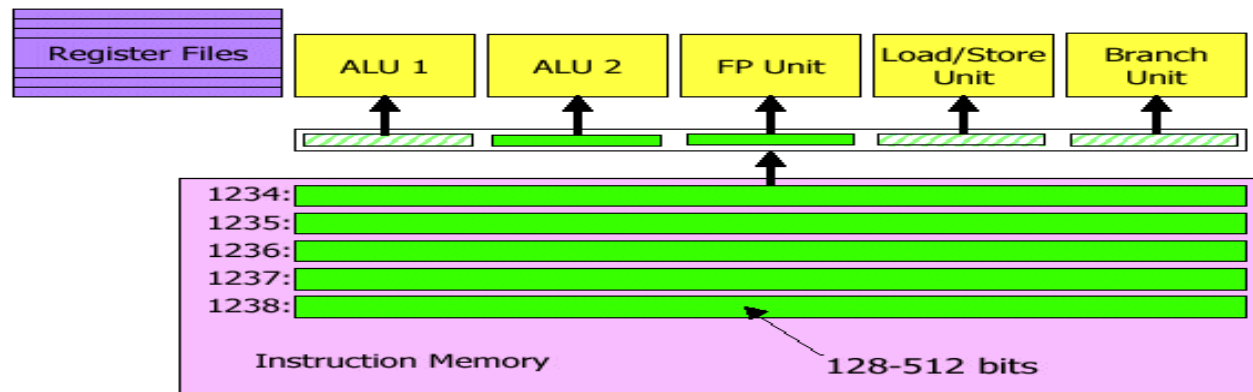 Register Files
ALU 1
ALU 2
FP Unit
Load/Store
Unit
Branch
Unit
1234:
1235:
1236:
1237:
1238:
Instruction Memory
128-512 bits